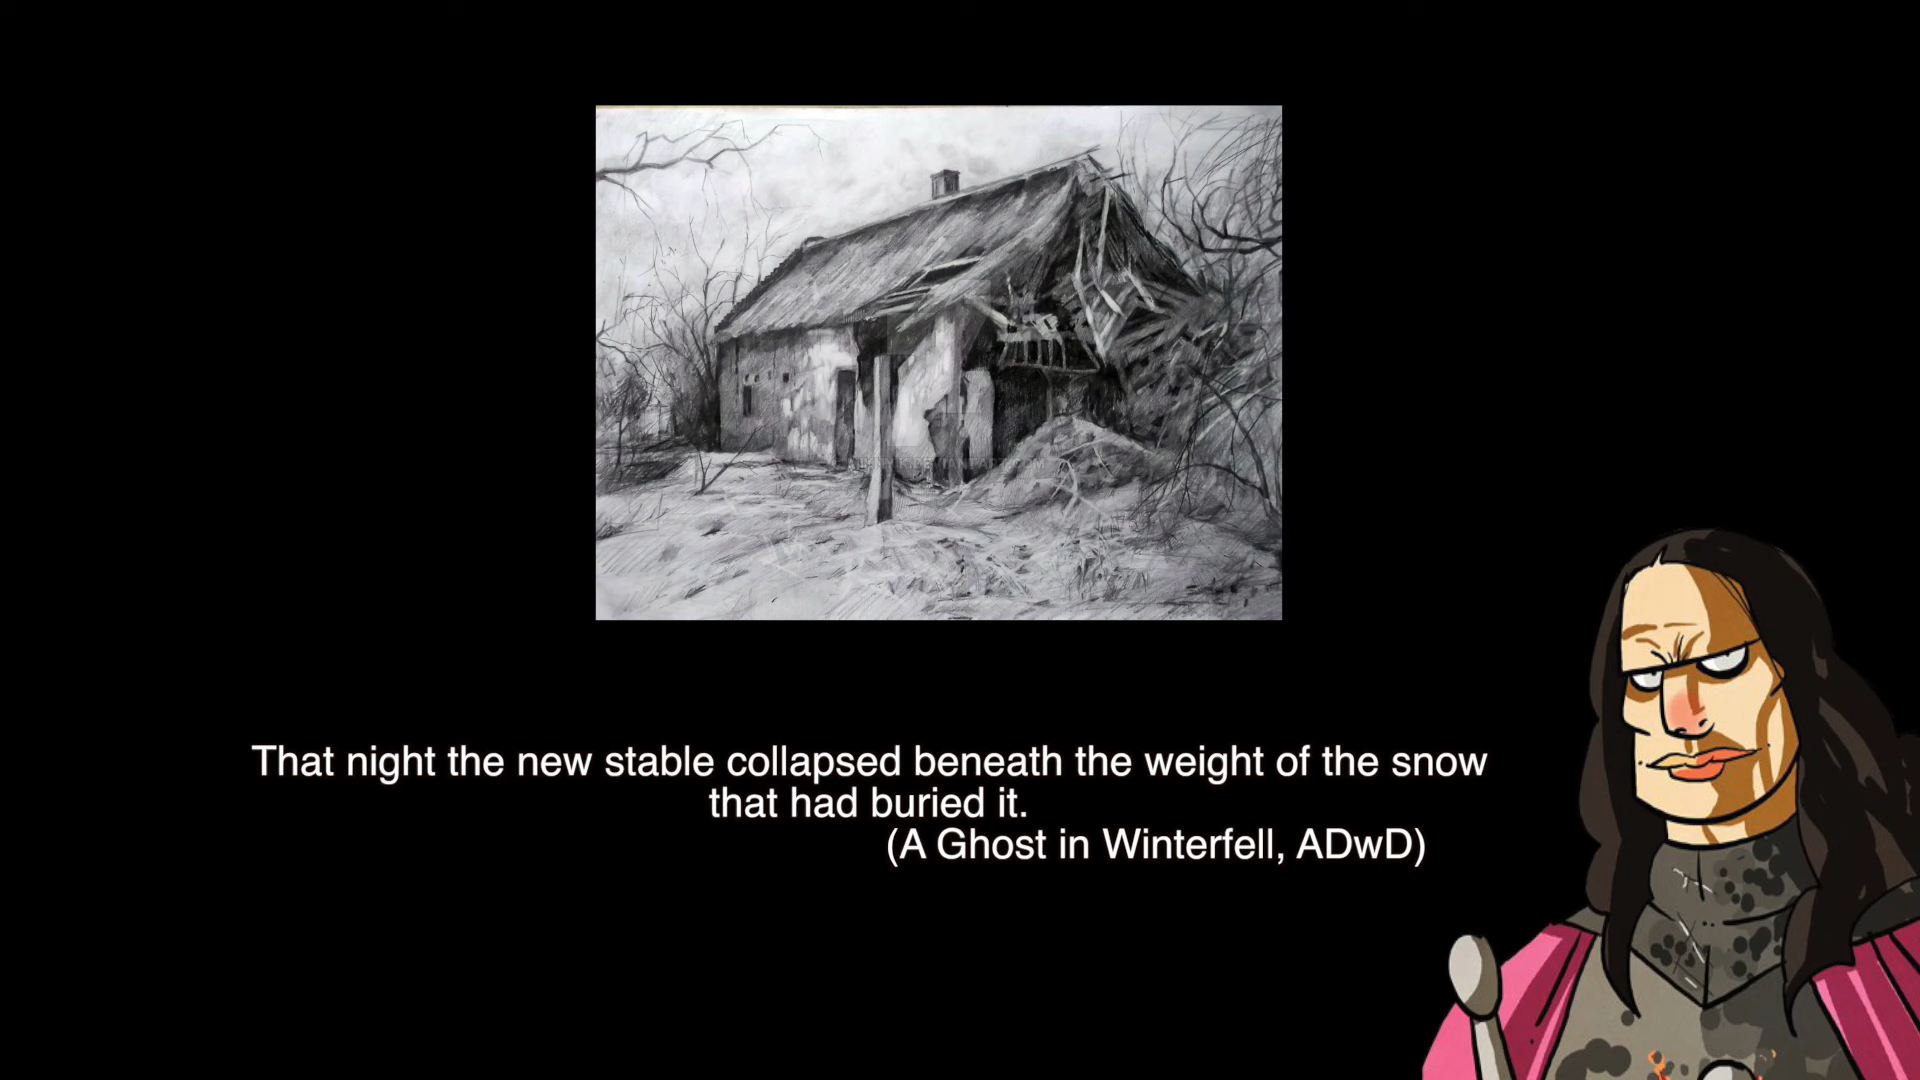 That night the new stable collapsed beneath the weight of the snow
that had buried it.
(A Ghost in Winterfell, ADwD)